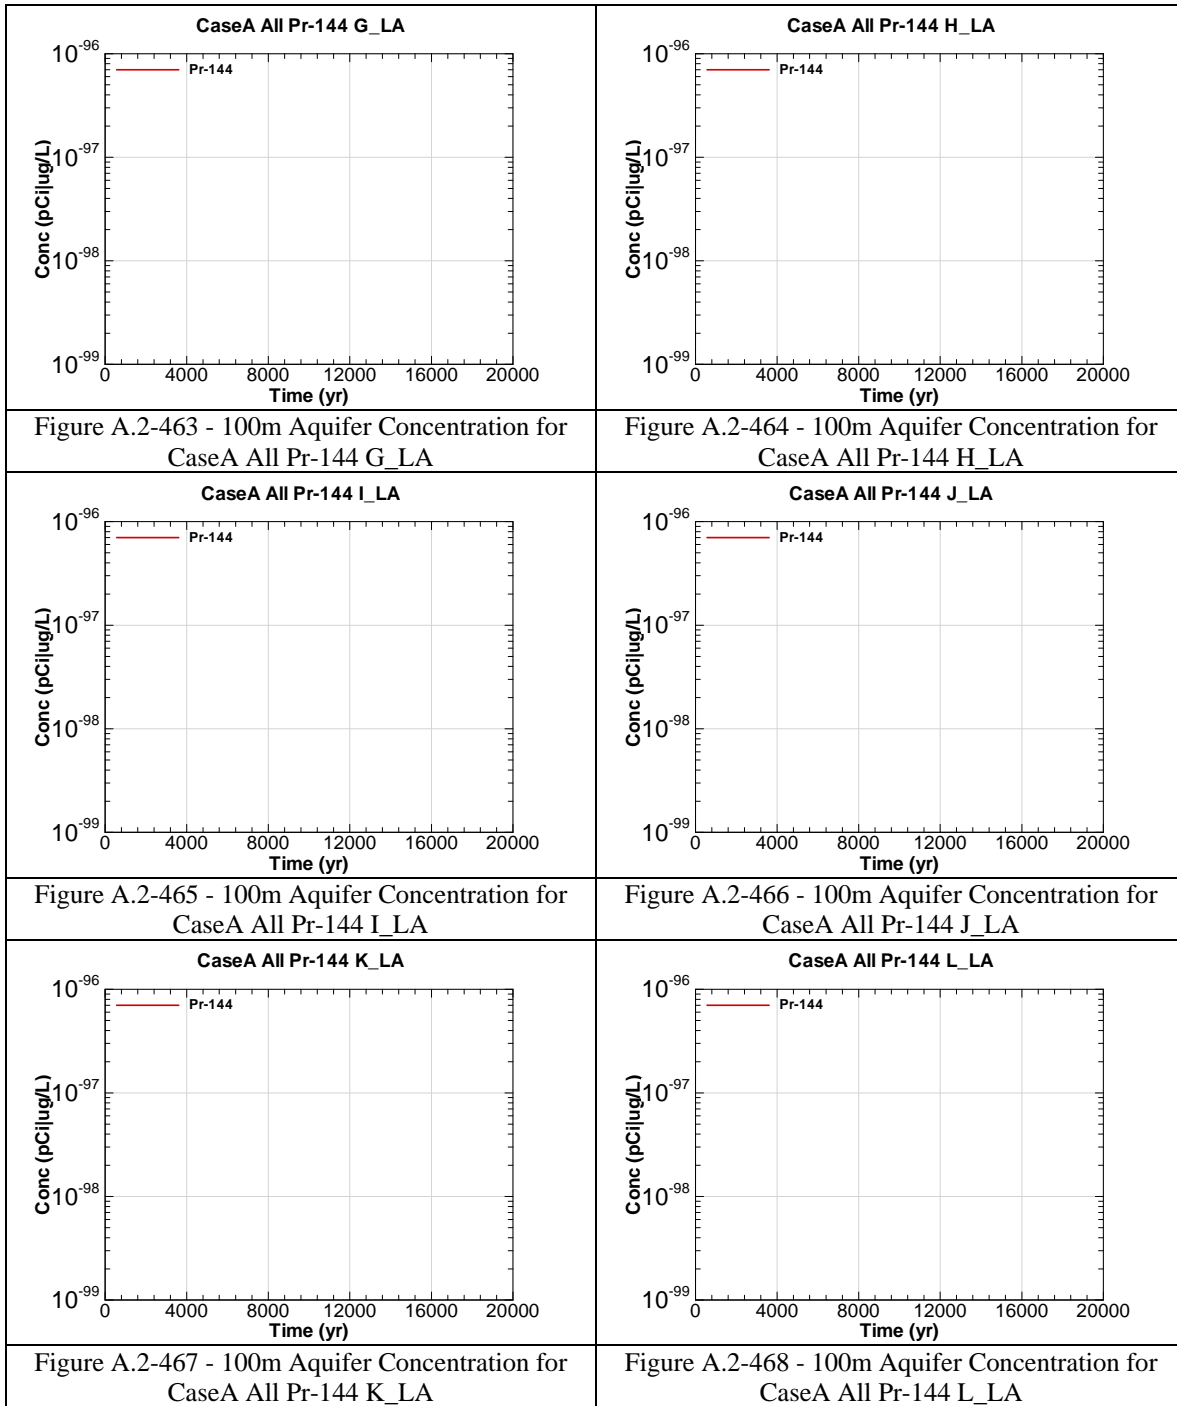 CaseA All Pr-144 G_LA
10^-96
Pr-144
10^-97
Conc (pCi|ug/L)
10^-98
10^-99
0 4000 8000 12000 16000 20000
Time (yr)
Figure A.2-463 - 100m Aquifer Concentration for
CaseA All Pr-144 G_LA
CaseA All Pr-144 H_LA
10^-96
Pr-144
10^-97
Conc (pCi|ug/L)
10^-98
10^-99
0 4000 8000 12000 16000 20000
Time (yr)
Figure A.2-464 - 100m Aquifer Concentration for
CaseA All Pr-144 H_LA
CaseA All Pr-144 I_LA
10^-96
Pr-144
10^-97
Conc (pCi|ug/L)
10^-98
10^-99
0 4000 8000 12000 16000 20000
Time (yr)
Figure A.2-465 - 100m Aquifer Concentration for
CaseA All Pr-144 I_LA
CaseA All Pr-144 J_LA
10^-96
Pr-144
10^-97
Conc (pCi|ug/L)
10^-98
10^-99
0 4000 8000 12000 16000 20000
Time (yr)
Figure A.2-466 - 100m Aquifer Concentration for
CaseA All Pr-144 J_LA
CaseA All Pr-144 K_LA
10^-96
Pr-144
10^-97
Conc (pCi|ug/L)
10^-98
10^-99
0 4000 8000 12000 16000 20000
Time (yr)
Figure A.2-467 - 100m Aquifer Concentration for
CaseA All Pr-144 K_LA
CaseA All Pr-144 L_LA
10^-96
Pr-144
10^-97
Conc (pCi|ug/L)
10^-98
10^-99
0 4000 8000 12000 16000 20000
Time (yr)
Figure A.2-468 - 100m Aquifer Concentration for
CaseA All Pr-144 L_LA